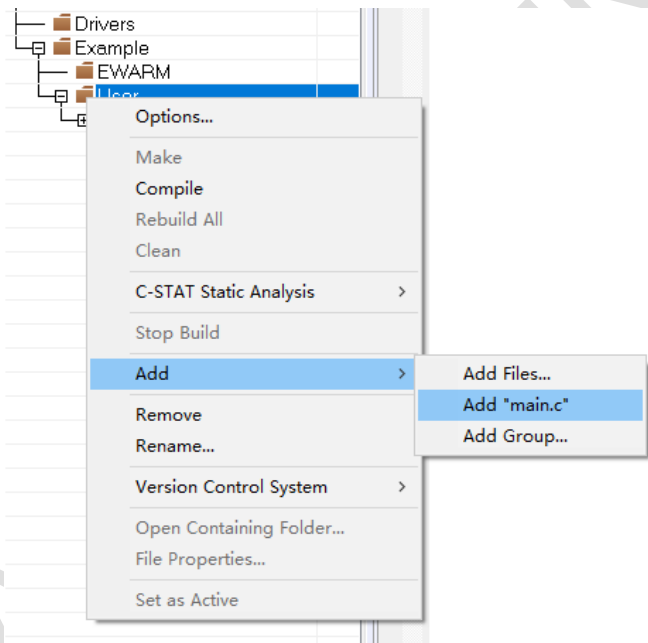 Drivers
Example
EWARM
User
Options...
Make
Compile
Rebuild All
Clean
C-STAT Static Analysis
Stop Build
Add
Add Files...
Add "main.c"
Add Group...
Remove
Rename...
Version Control System
Open Containing Folder...
File Properties...
Set as Active